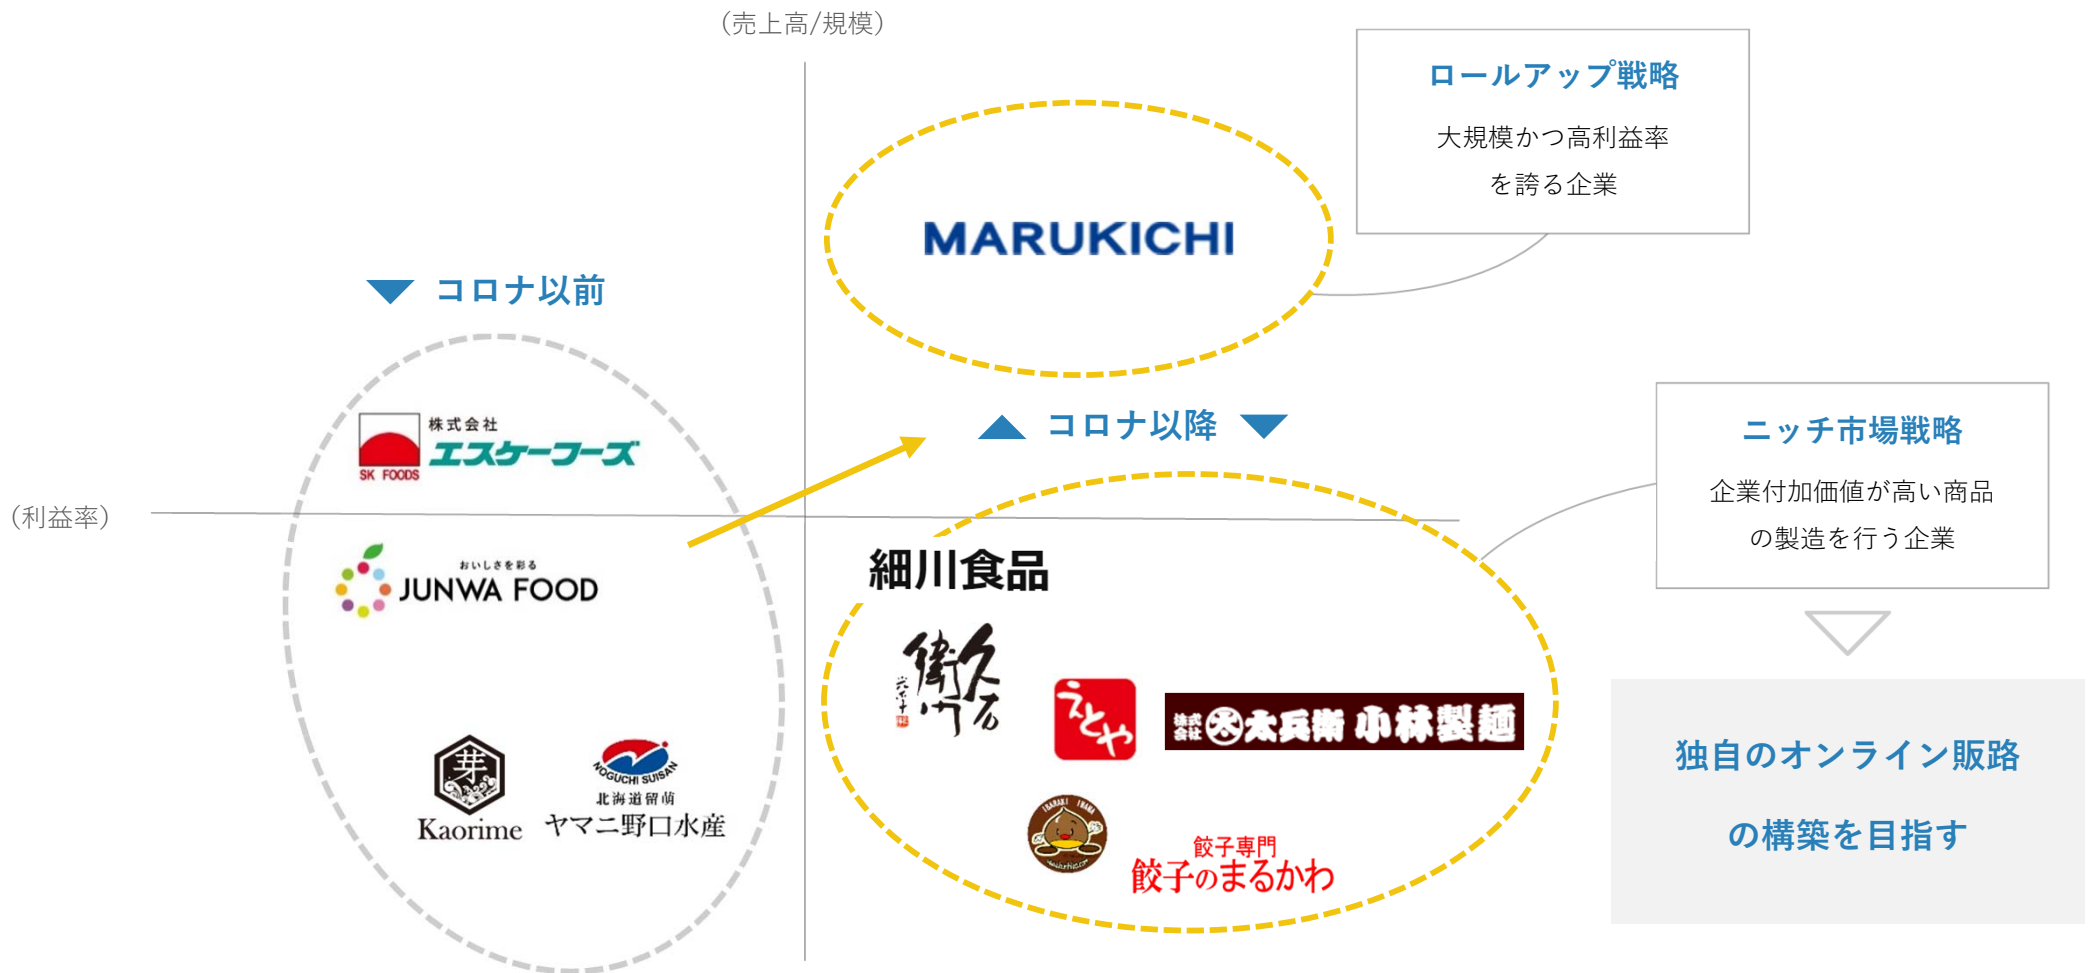 (売上高/規模)
ロールアップ戦略
大規模かつ高利益率
を誇る企業
MARUKICHI
コロナ以前
コロナ以降
株式会社
エスケーフーズ
SK FOODS
ニッチ市場戦略
企業付加価値が高い商品
の製造を行う企業
(利益率)
細川食品
おいしさを彩る
JUNWA FOOD
久右
衛門
えとや
株式
会社
太兵衛 小林製麺
独自のオンライン販路
の構築を目指す
芽
Kaorime
NOGUCHI SUISAN
北海道留萌
ヤマニ野口水産
餃子専門
餃子のまるかわ